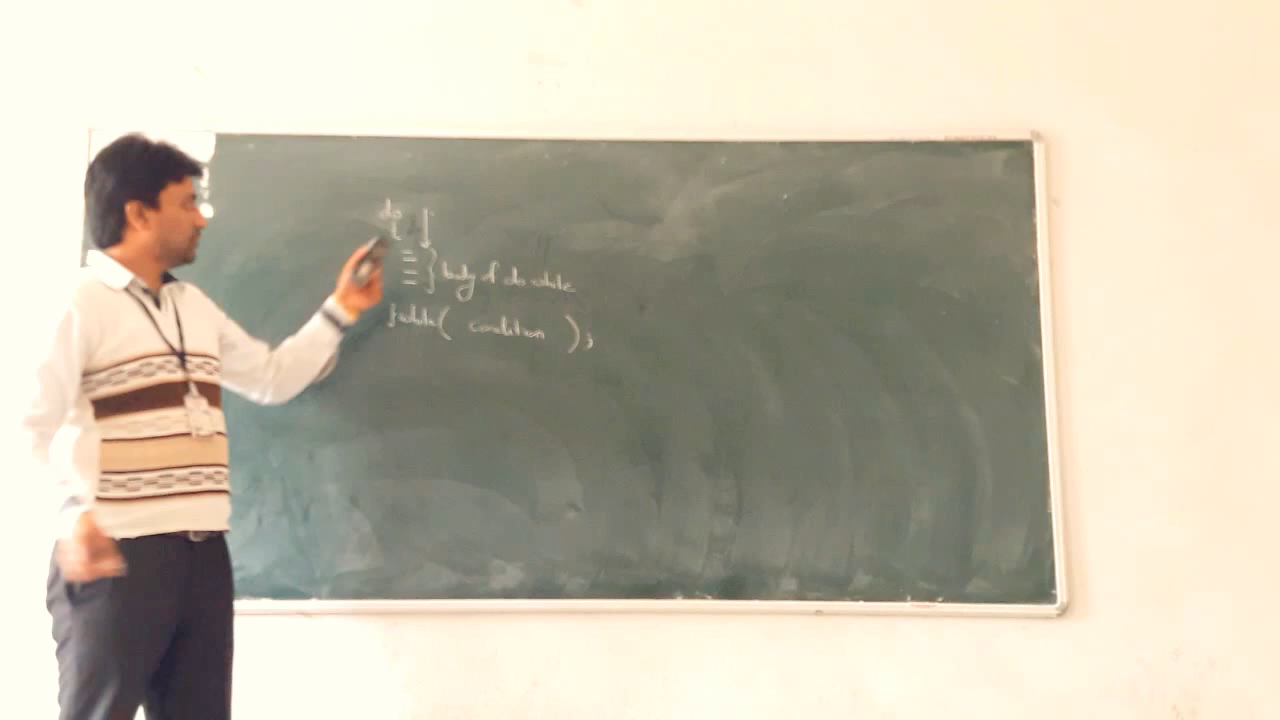 do
{
} body of do while
} while ( condition ) ;